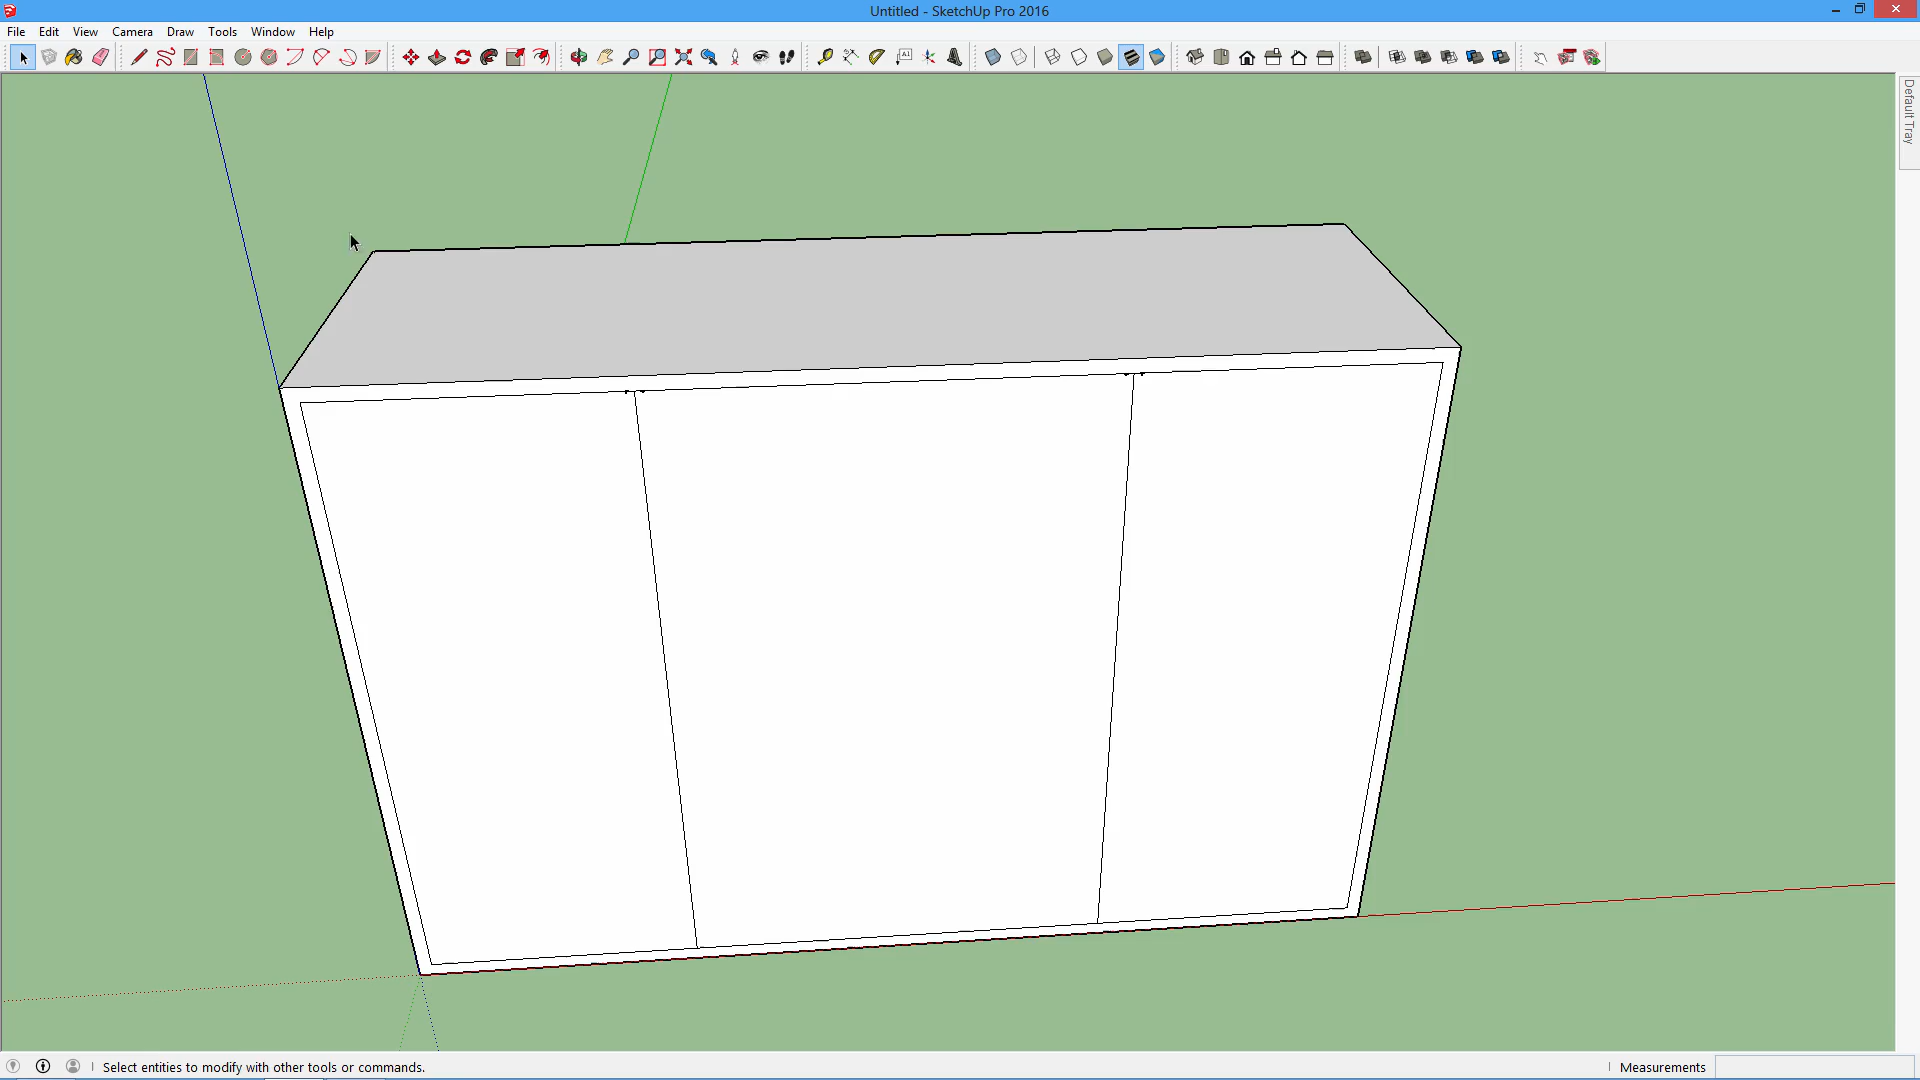 Untitled - SketchUp Pro 2016
File Edit View Camera Draw Tools Window Help
Default Tray
Select entities to modify with other tools or commands.
Measurements